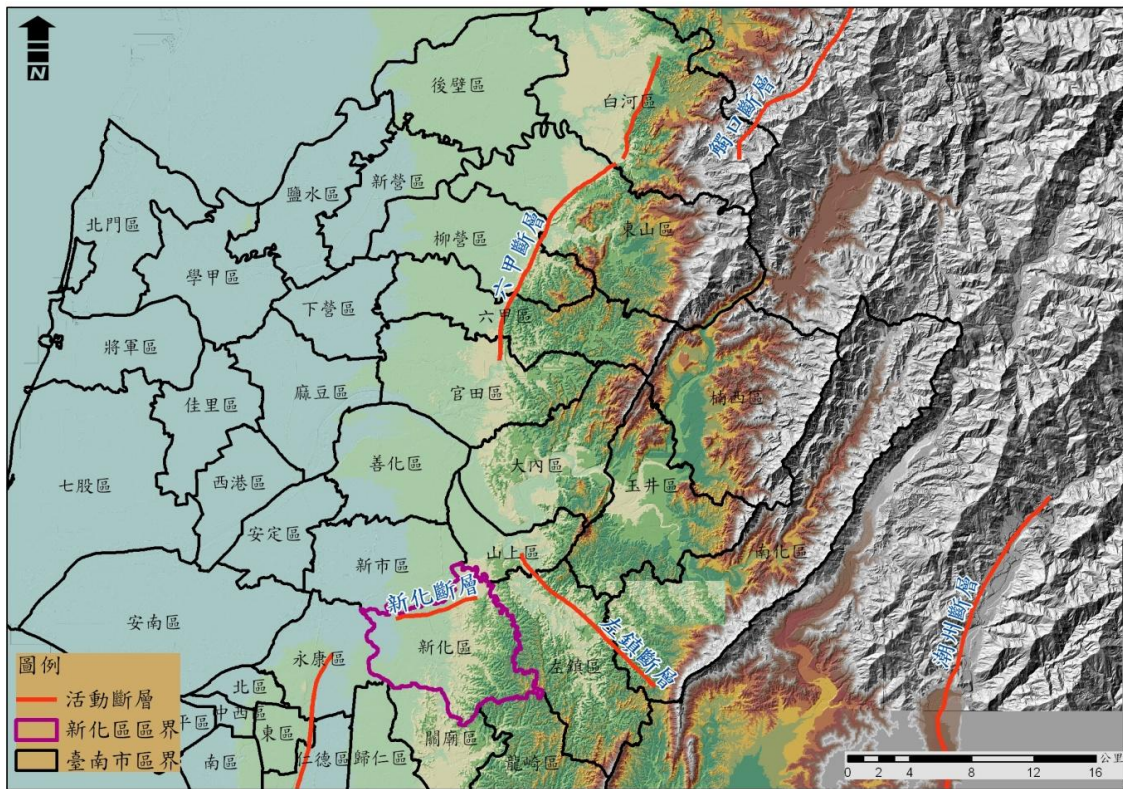 N
後壁區
白河區
觸口斷層
新營區
鹽水區
北門區
柳營區
東山區
學甲區
六甲斷層
下營區
六甲區
將軍區
官田區
麻豆區
楠西區
佳里區
善化區
大內區
七股區
西港區
玉井區
安定區
新市區
山上區
南化區
新化斷層
安南區
新化區
左鎮斷層
潮州斷層
永康區
左鎮區
圖例
活動斷層
新化區區界
臺南市區界
北區
中西區
平區
東區
南區
仁德區
歸仁區
關廟區
龍崎區
公里
0 2 4 8 12 16